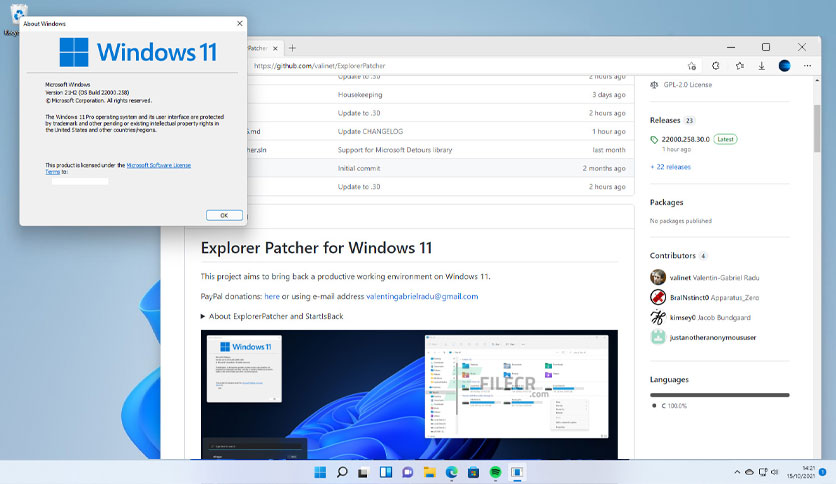 About Windows
Windows 11
Microsoft Windows
Version 21H2 (OS Build 22000.258)
© Microsoft Corporation. All rights reserved.
The Windows 11 Pro operating system and its user interface are protected
by trademark and other pending or existing intellectual property rights in
the United States and other countries/regions.
This product is licensed under the Microsoft Software License
Terms to:
OK
Patcher
https://github.com/valinet/ExplorerPatcher
Update to .30 2 hours ago
Housekeeping 3 days ago
Update to .30 2 hours ago
.md Update CHANGELOG 1 hour ago
her.sln Support for Microsoft Detours library last month
Initial commit 2 months ago
Update to .30 2 hours ago
Explorer Patcher for Windows 11
This project aims to bring back a productive working environment on Windows 11.
PayPal donations: here or using e-mail address valentingabrielradu@gmail.com
About ExplorerPatcher and StartIsBack
Windows 11
FILECR
.com
GPL-2.0 License
Releases 23
22000.258.30.0 Latest
1 hour ago
+ 22 releases
Packages
No packages published
Contributors 4
valinet Valentin-Gabriel Radu
BraINstinct0 Apparatus_Zero
kimsey0 Jacob Bundgaard
justanotheranonymoususer
Languages
C 100.0%
14:21
15/10/2021